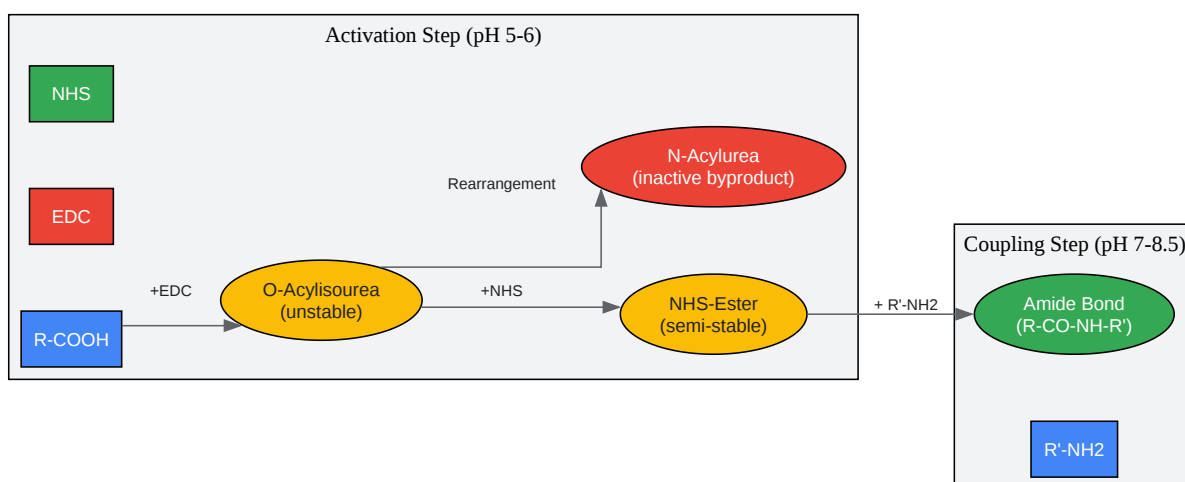 Activation Step (pH 5-6)
NHS
N-Acylurea
(inactive byproduct)
Rearrangement
EDC
Coupling Step (pH 7-8.5)
+EDC
O-Acylisourea
(unstable)
+NHS
NHS-Ester
(semi-stable)
+ R'-NH2
Amide Bond
(R-CO-NH-R')
R-COOH
R'-NH2